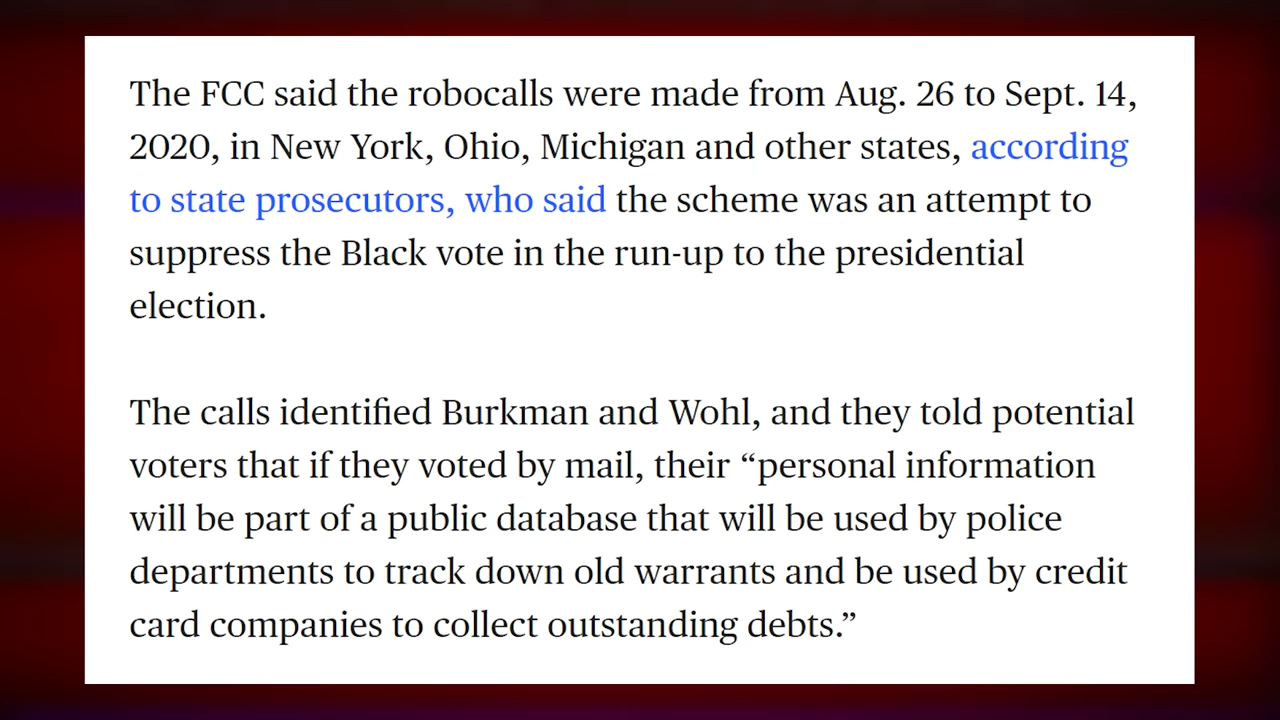 The FCC said the robocalls were made from Aug. 26 to Sept. 14,
2020, in New York, Ohio, Michigan and other states, according
to state prosecutors, who said the scheme was an attempt to
suppress the Black vote in the run-up to the presidential
election.
The calls identified Burkman and Wohl, and they told potential
voters that if they voted by mail, their “personal information
will be part of a public database that will be used by police
departments to track down old warrants and be used by credit
card companies to collect outstanding debts.”